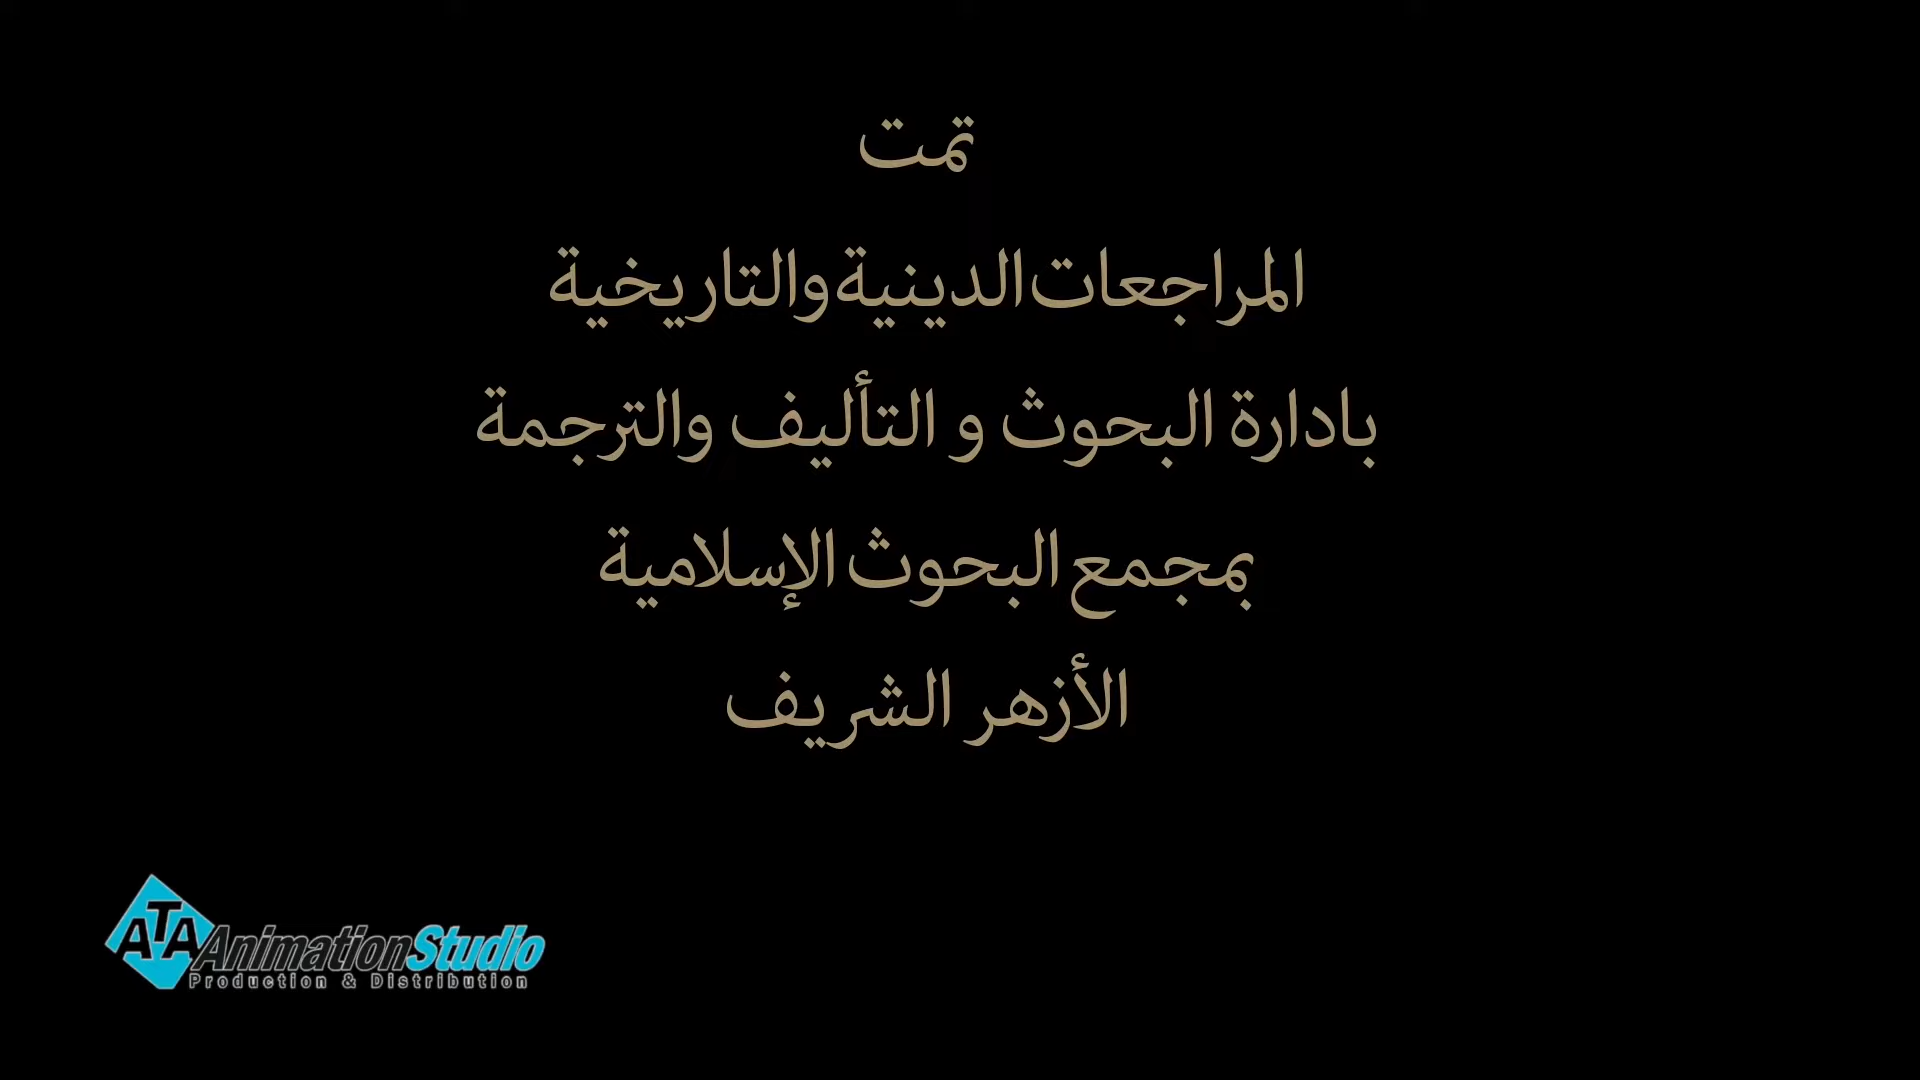 تمت
المراجعات الدينية والتاريخية
بادارة البحوث و التأليف والترجمة
بمجمع البحوث الإسلامية
الأزهر الشريف
ATA AnimationStudio
Production & Distribution